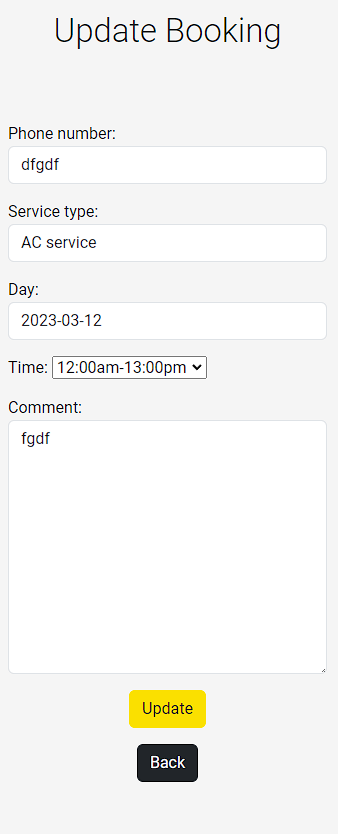 Update Booking
Phone number:
dfgdf
Service type:
AC service
Day:
2023-03-12
Time: 12:00am-13:00pm
Comment:
fgdf
Update
Back